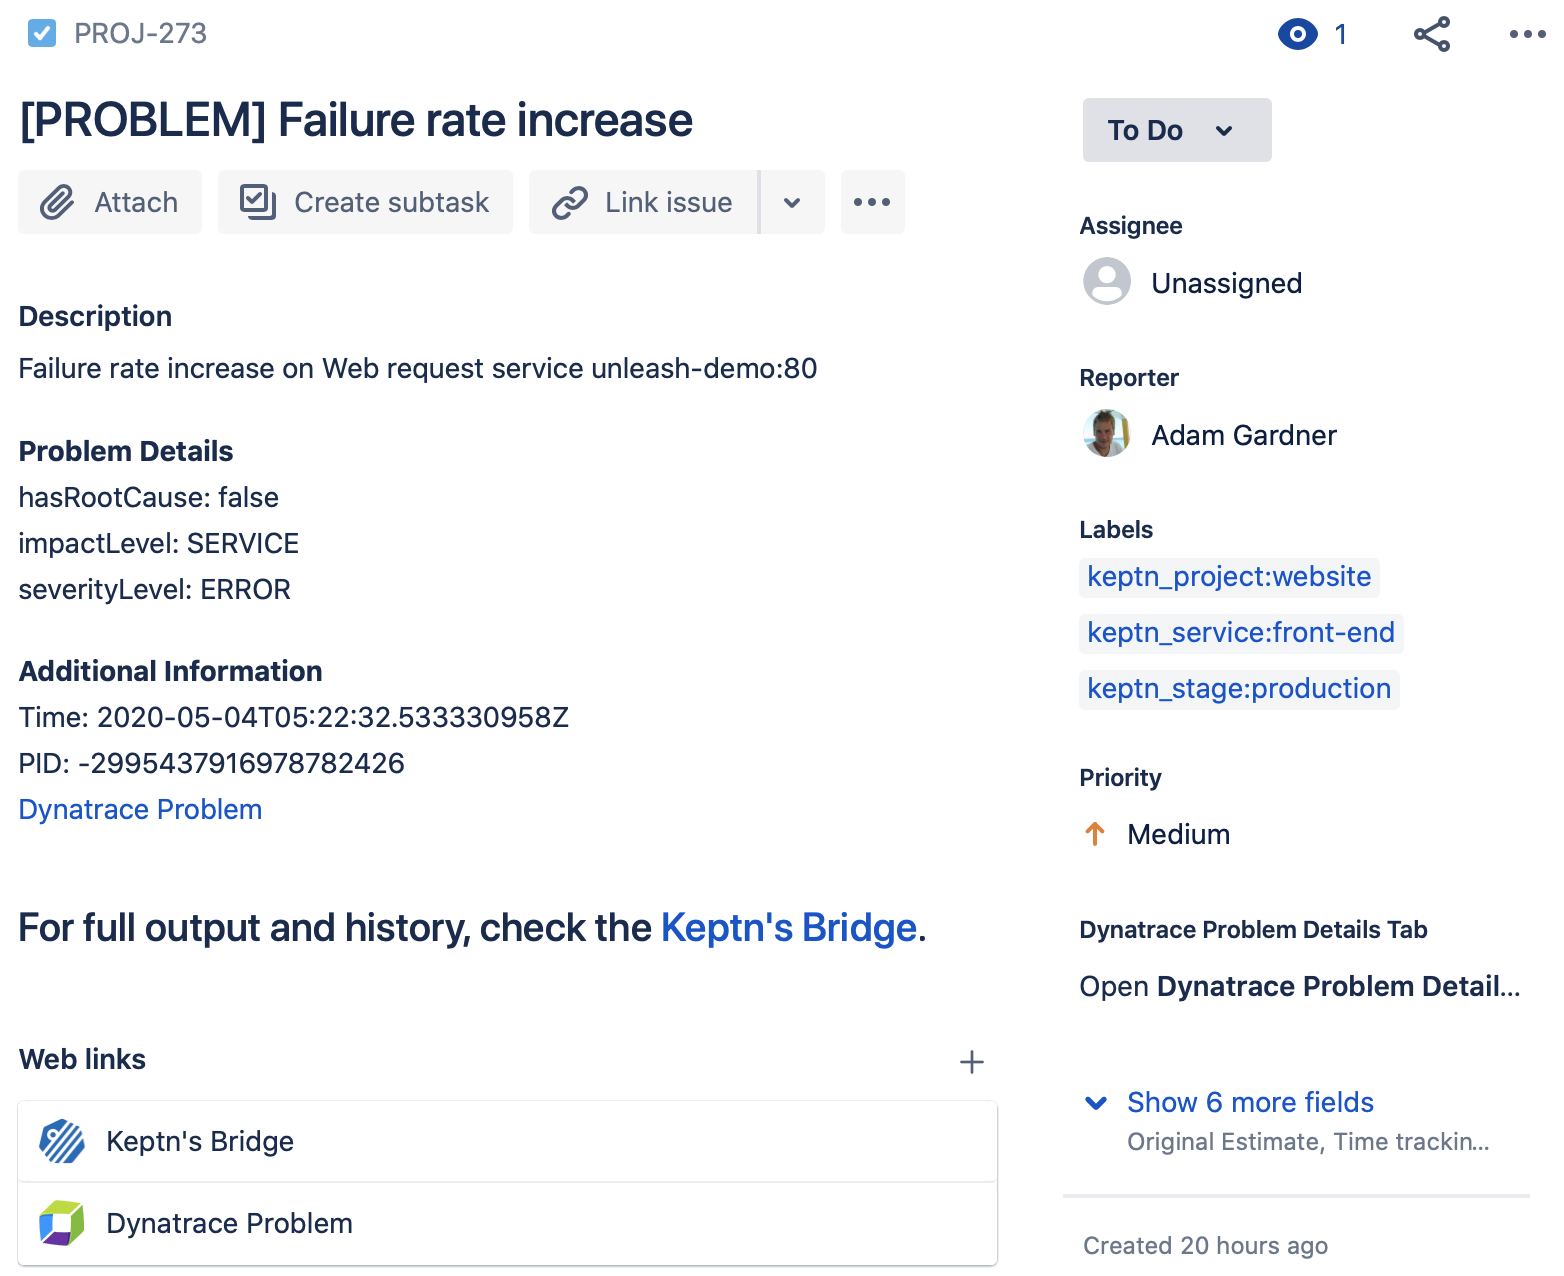 PROJ-273
1
[PROBLEM] Failure rate increase
Attach
Create subtask
Link issue
Description
Failure rate increase on Web request service unleash-demo:80
Problem Details
hasRootCause: false
impactLevel: SERVICE
severityLevel: ERROR
Additional Information
Time: 2020-05-04T05:22:32.533330958Z
PID: -2995437916978782426
Dynatrace Problem
For full output and history, check the Keptn's Bridge.
Web links
Keptn's Bridge
Dynatrace Problem
To Do
Assignee
Unassigned
Reporter
Adam Gardner
Labels
keptn_project:website
keptn_service:front-end
keptn_stage:production
Priority
Medium
Dynatrace Problem Details Tab
Open Dynatrace Problem Detail...
Show 6 more fields
Original Estimate, Time trackin...
Created 20 hours ago